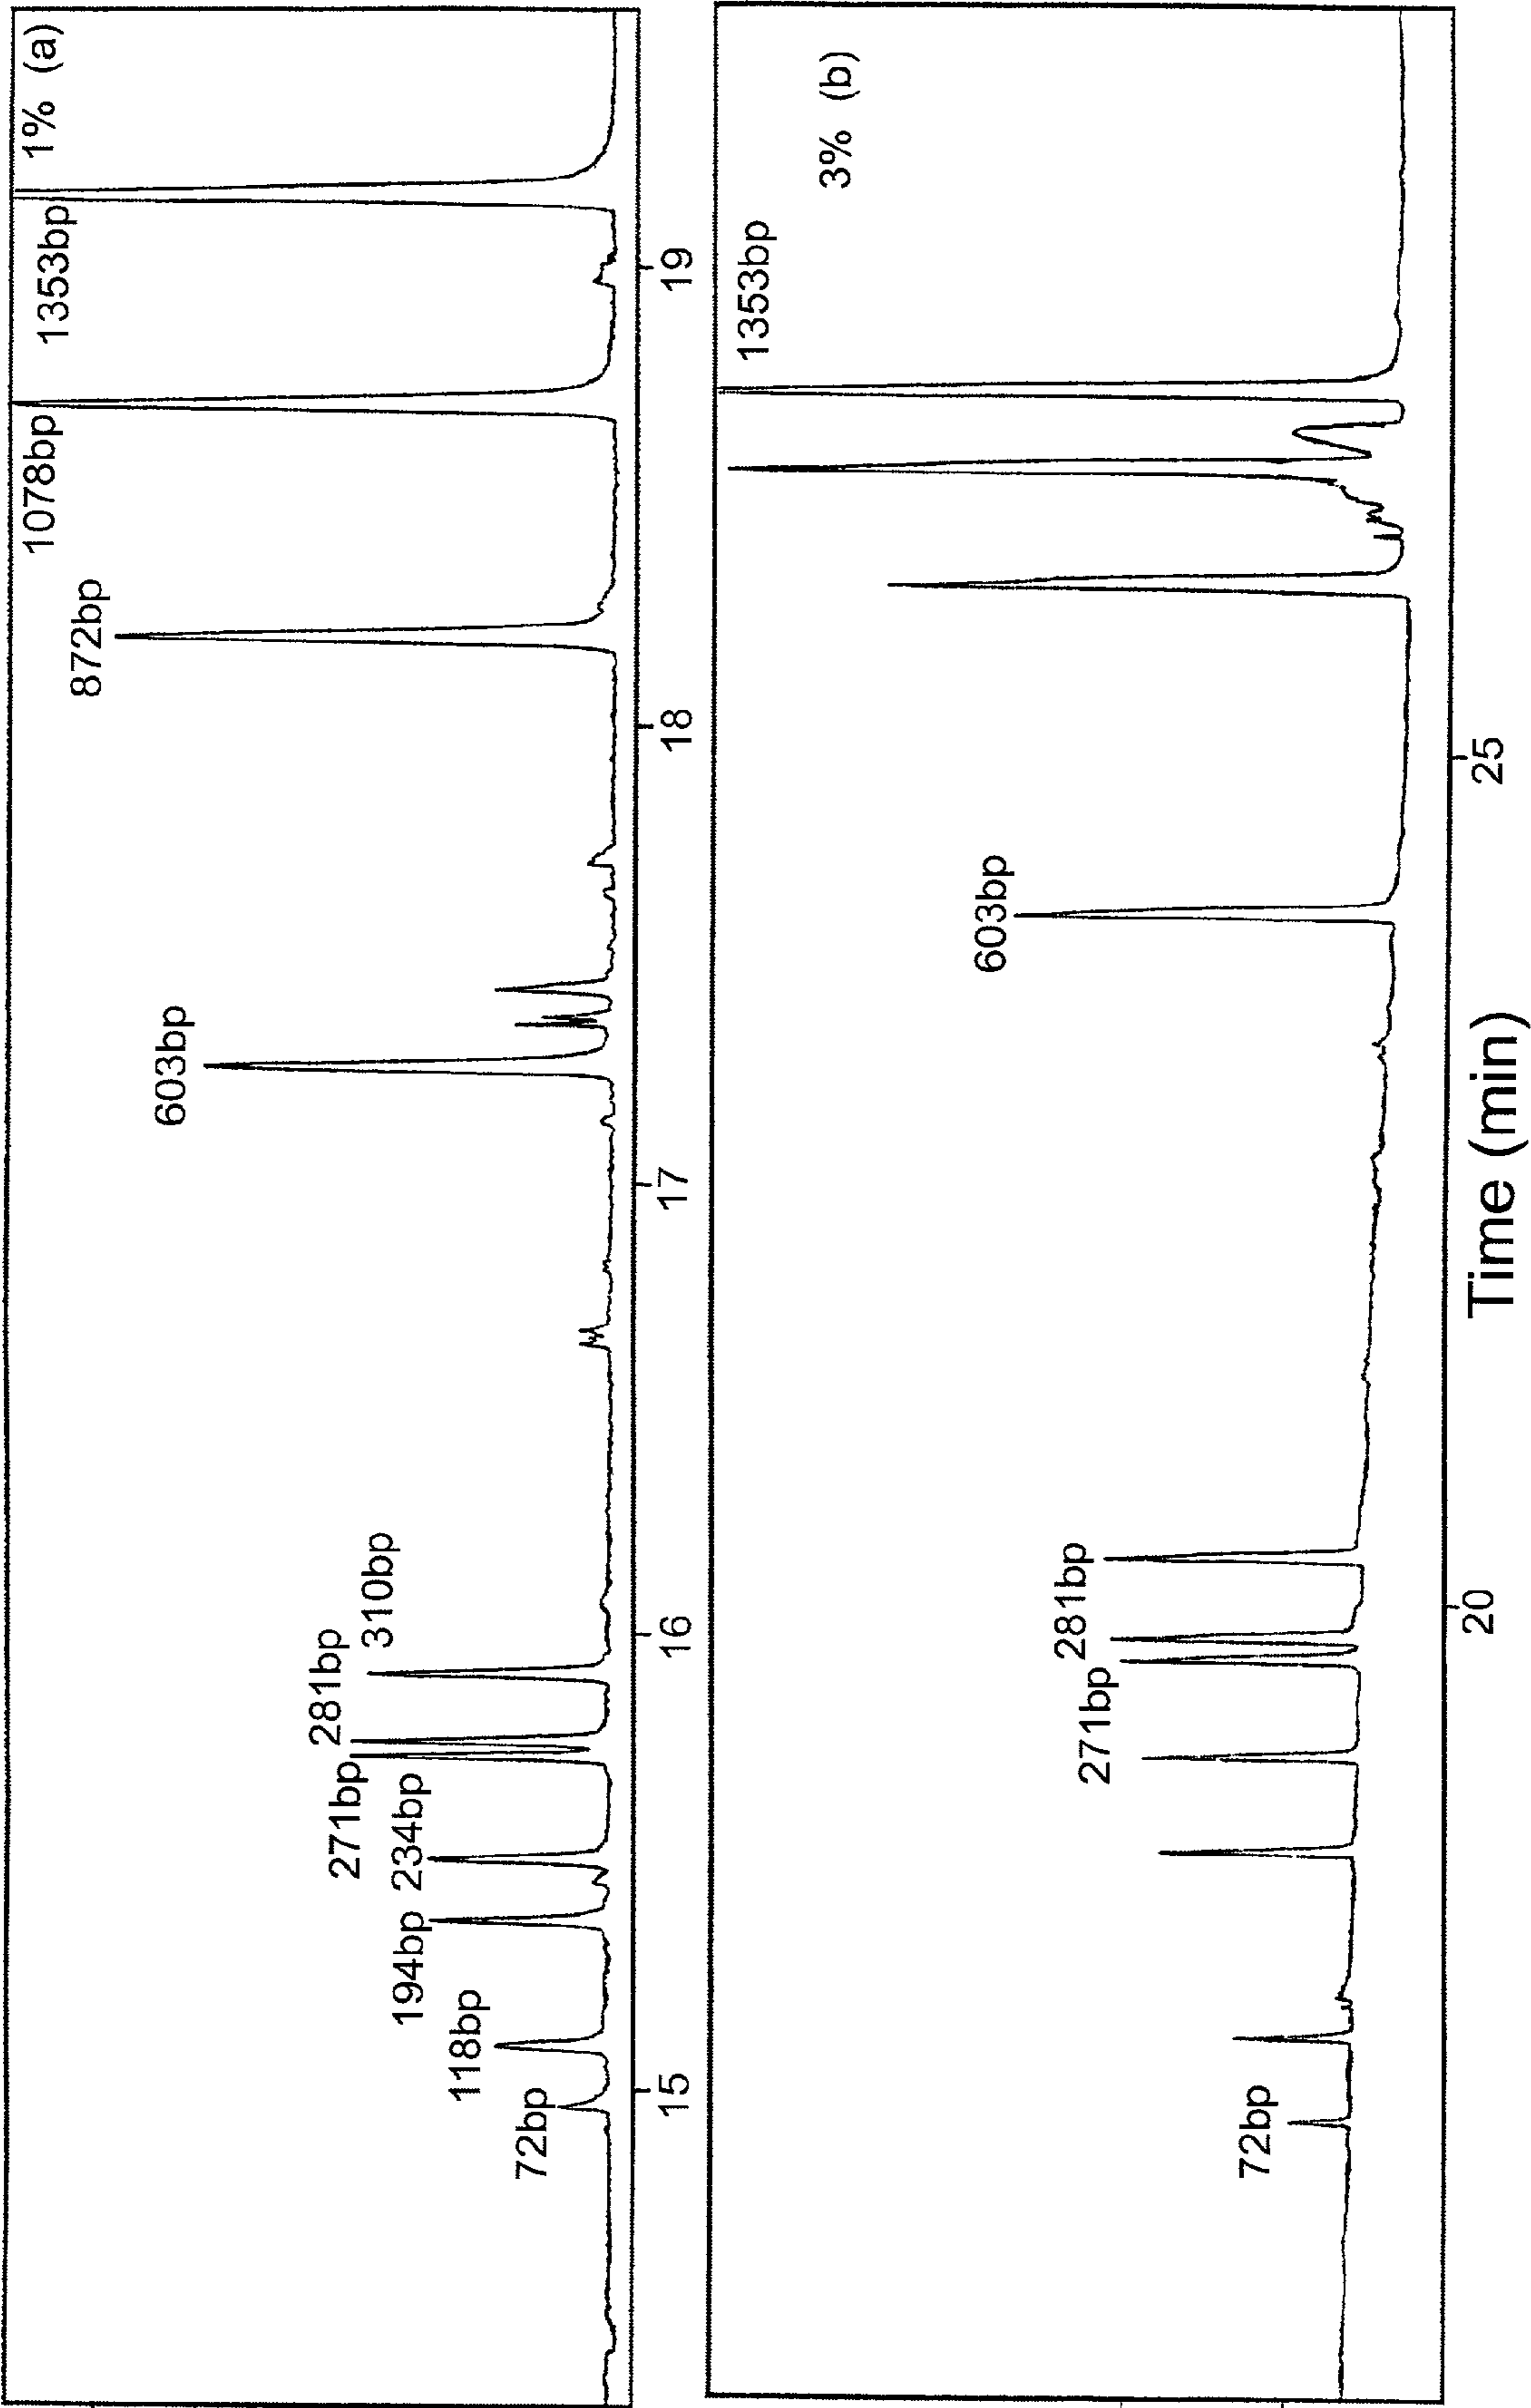 1% (a)
72bp
118bp
194bp
234bp
271bp
281bp
310bp
603bp
872bp
1078bp
1353bp
15
16
17
18
19
3% (b)
72bp
271bp
281bp
603bp
1353bp
20
25
Time (min)